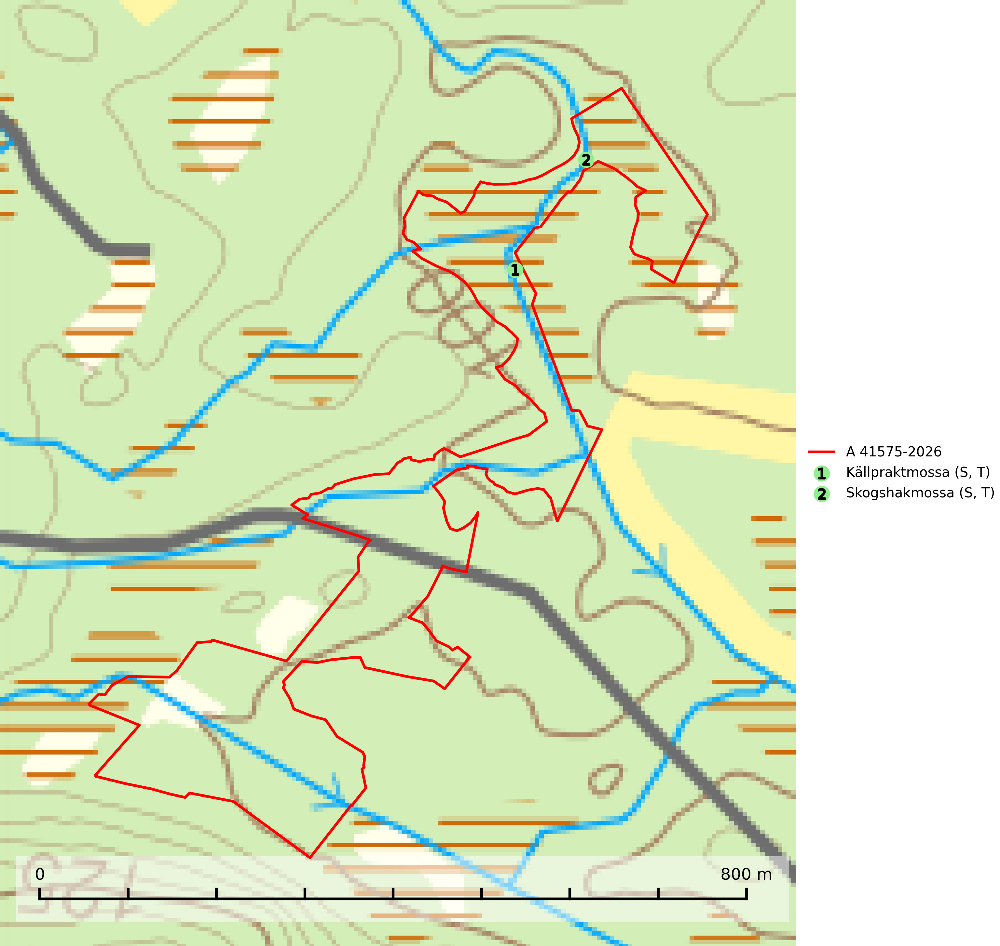 2
1
A 41575-2026
1 Källpraktmossa (S, T)
2 Skogshakmossa (S, T)
0 800 m